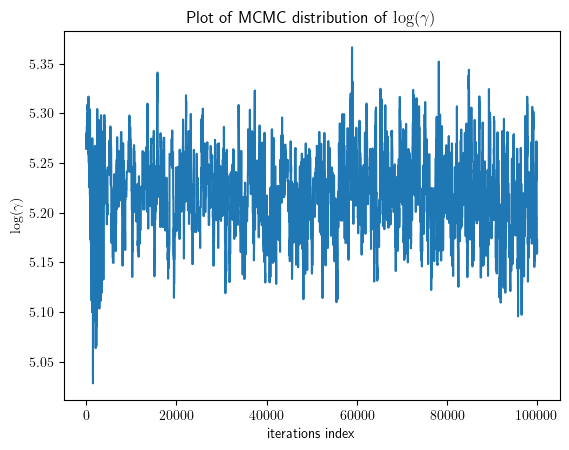 Plot of MCMC distribution of log(γ)
log(γ)
5.35
5.30
5.25
5.20
5.15
5.10
5.05
0 20000 40000 60000 80000 100000
iterations index